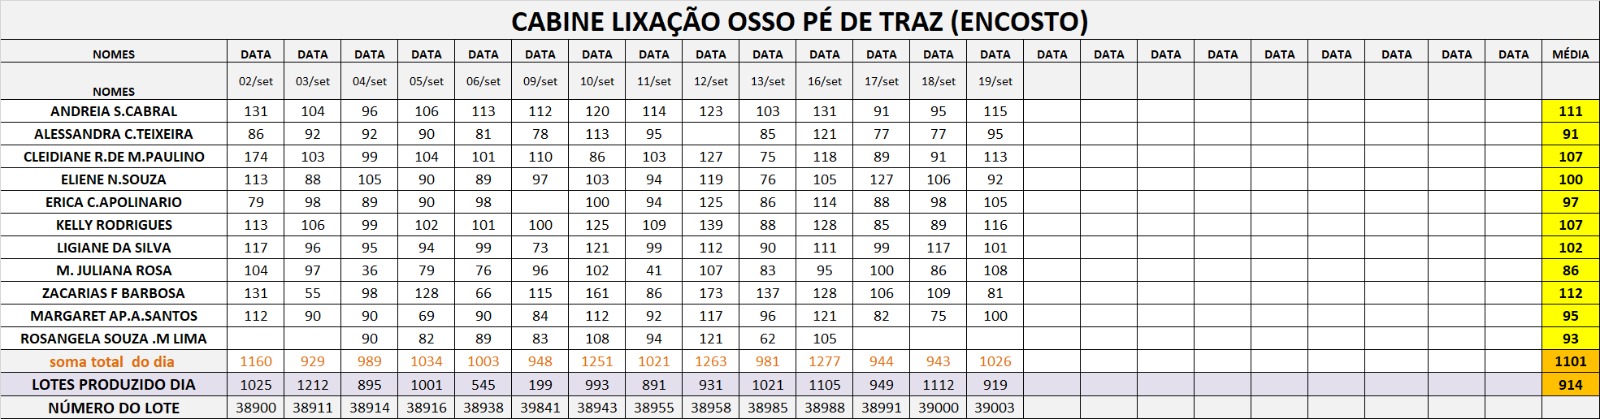 CABINE LIXAÇÃO OSSO PÉ DE TRAZ (ENCOSTO)
NOMES DATA DATA DATA DATA DATA DATA DATA DATA DATA DATA DATA DATA DATA DATA DATA DATA DATA DATA DATA DATA DATA DATA DATA MÉDIA
NOMES 02/set 03/set 04/set 05/set 06/set 09/set 10/set 11/set 12/set 13/set 16/set 17/set 18/set 19/set
ANDREIA S.CABRAL 131 104 96 106 113 112 120 114 123 103 131 91 95 115 111
ALESSANDRA C.TEIXEIRA 86 92 92 90 81 78 113 95 85 121 77 77 95 91
CLEIDIANE R.DE M.PAULINO 174 103 99 104 101 110 86 103 127 75 118 89 91 113 107
ELIENE N.SOUZA 113 88 105 90 89 97 103 94 119 76 105 127 106 92 100
ERICA C.APOLINARIO 79 98 89 90 98 100 94 125 86 114 88 98 105 97
KELLY RODRIGUES 113 106 99 102 101 100 125 109 139 88 128 85 89 116 107
LIGIANE DA SILVA 117 96 95 94 99 73 121 99 112 90 111 99 117 101 102
M. JULIANA ROSA 104 97 36 79 76 96 102 41 107 83 95 100 86 108 86
ZACARIAS F BARBOSA 131 55 98 128 66 115 161 86 173 137 128 106 109 81 112
MARGARET AP.A.SANTOS 112 90 90 69 90 84 112 92 117 96 121 82 75 100 95
ROSANGELA SOUZA .M LIMA 90 82 89 83 108 94 121 62 105 93
soma total do dia 1160 929 989 1034 1003 948 1251 1021 1263 981 1277 944 943 1026 1101
LOTES PRODUZIDO DIA 1025 1212 895 1001 545 199 993 891 931 1021 1105 949 1112 919 914
NÚMERO DO LOTE 38900 38911 38914 38916 38938 39841 38943 38955 38958 38985 38988 38991 39000 39003